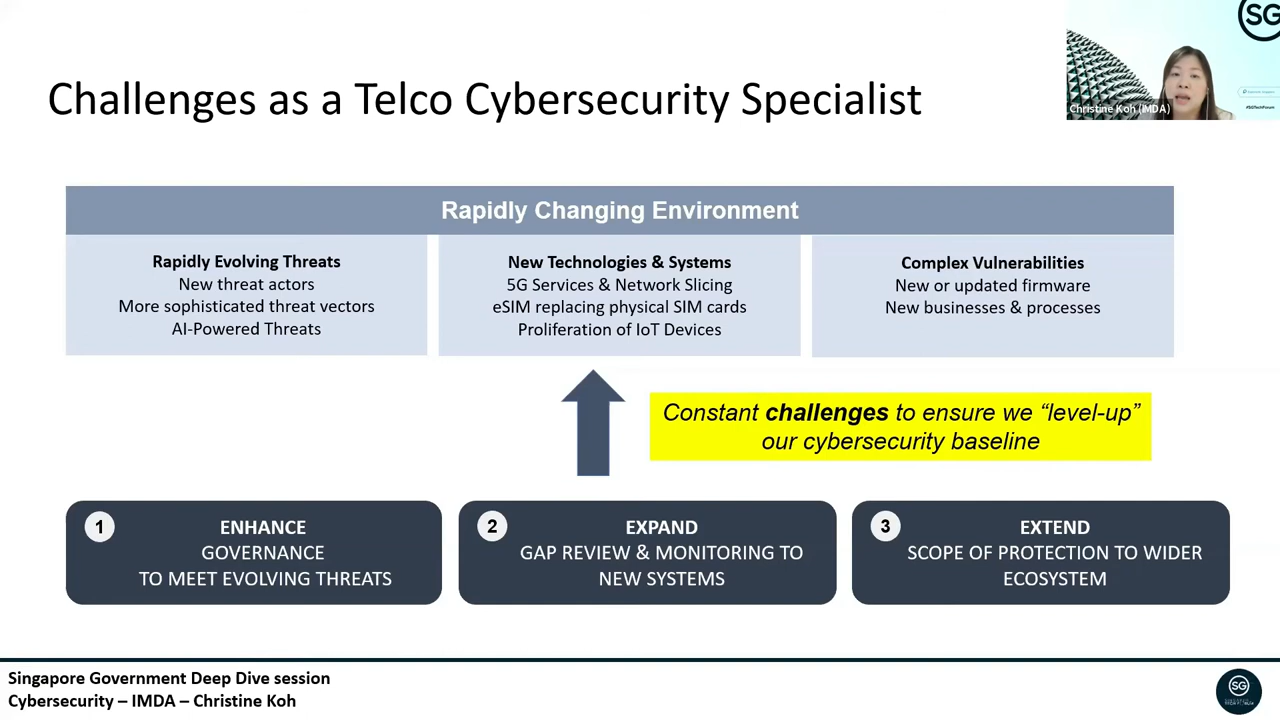 SG
Challenges as a Telco Cybersecurity Specialist
Christine Koh (IMDA)
#SGTechForum
Rapidly Changing Environment
Rapidly Evolving Threats
New threat actors
More sophisticated threat vectors
AI-Powered Threats
New Technologies & Systems
5G Services & Network Slicing
eSIM replacing physical SIM cards
Proliferation of IoT Devices
Complex Vulnerabilities
New or updated firmware
New businesses & processes
Constant challenges to ensure we “level-up”
our cybersecurity baseline
1
ENHANCE
GOVERNANCE
TO MEET EVOLVING THREATS
2
EXPAND
GAP REVIEW & MONITORING TO
NEW SYSTEMS
3
EXTEND
SCOPE OF PROTECTION TO WIDER
ECOSYSTEM
Singapore Government Deep Dive session
Cybersecurity – IMDA – Christine Koh
SG